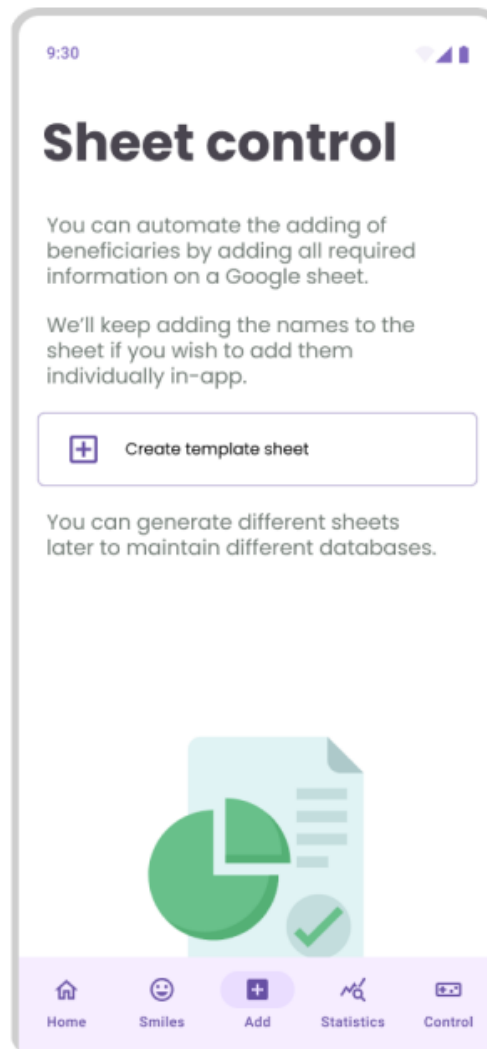 9:30
Sheet control
You can automate the adding of
beneficiaries by adding all required
information on a Google sheet.
We'll keep adding the names to the
sheet if you wish to add them
individually in-app.
Create template sheet
You can generate different sheets
later to maintain different databases.
Home
Smiles
Add
Statistics
Control